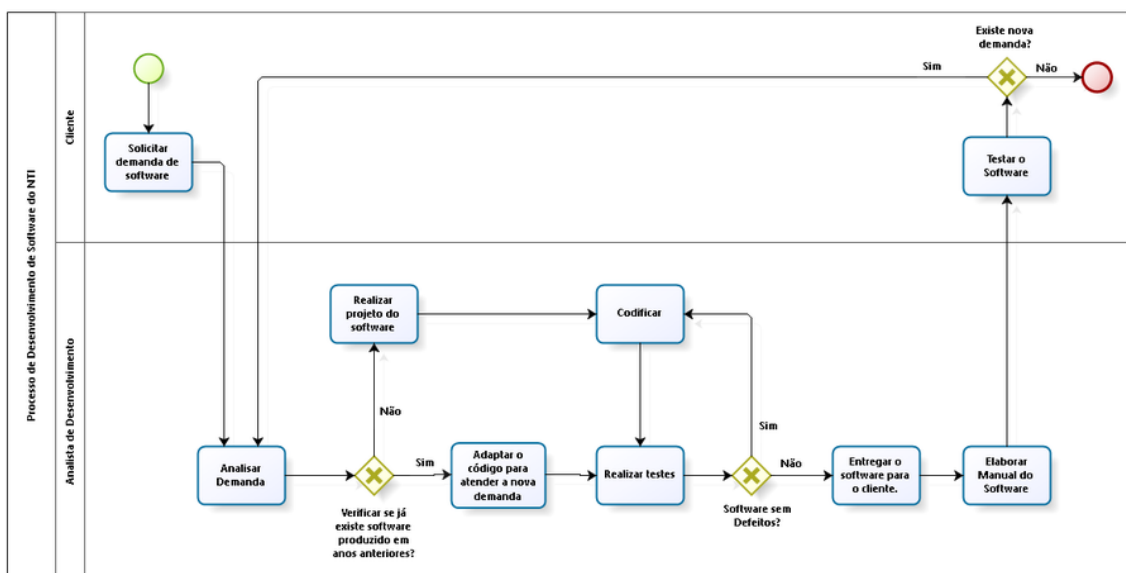 Processo de Desenvolvimento de Software do NTI
Cliente
Solicitar
demanda de
software
Sim
Existe nova
demanda?
Não
Testar o
Software
Analista de Desenvolvimento
Realizar
projeto do
software
Codificar
Não
Sim
Analisar
Demanda
Sim
Adaptar o
código para
atender a nova
demanda
Realizar testes
Não
Entregar o
software para
o cliente.
Elaborar
Manual do
Software
Verificar se já
existe software
produzido em
anos anteriores?
Software sem
Defeitos?